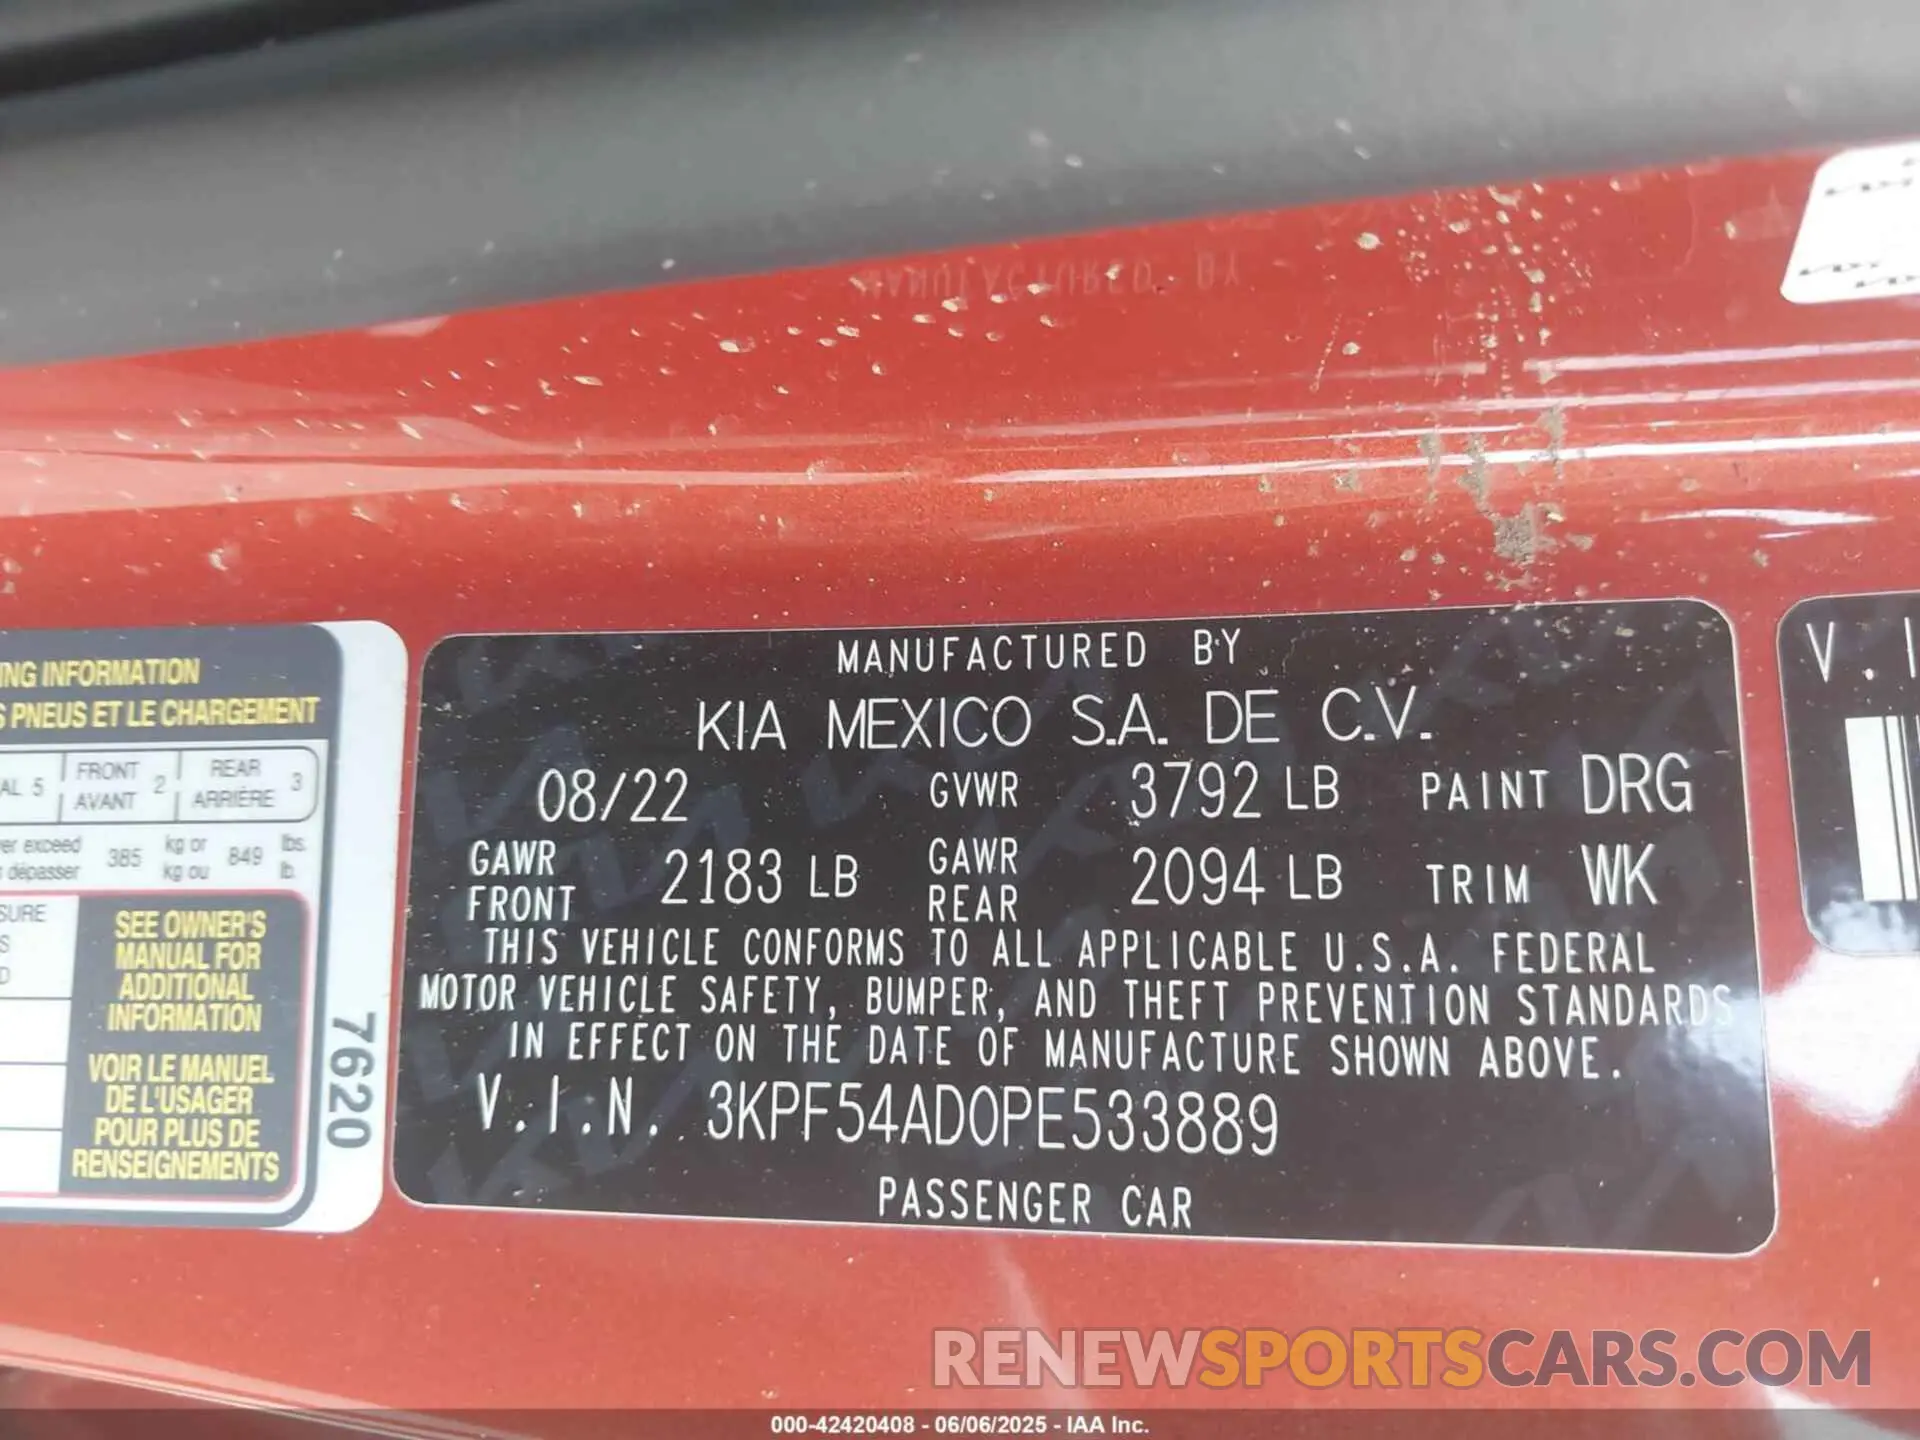 MANUFACTURED BY
KIA MEXICO S.A. DE C.V.
08/22 GVWR 3792 LB PAINT DRG
GAWR FRONT 2183 LB GAWR REAR 2094 LB TRIM WK
THIS VEHICLE CONFORMS TO ALL APPLICABLE U.S.A. FEDERAL
MOTOR VEHICLE SAFETY, BUMPER, AND THEFT PREVENTION STANDARDS
IN EFFECT ON THE DATE OF MANUFACTURE SHOWN ABOVE.
V.I.N. 3KPF54AD0PE533889
PASSENGER CAR
INFORMATION
PNEUS ET LE CHARGEMENT
5 FRONT AVANT 2 REAR ARRIÈRE 3
exceed
dépasser 385 kg or kg ou 849 lbs. lb.
SEE OWNER'S
MANUAL FOR
ADDITIONAL
INFORMATION
VOIR LE MANUEL
DE L'USAGER
POUR PLUS DE
RENSEIGNEMENTS
7620
RENEWSPORTSCARS.COM
000-42420408 - 06/06/2025 - IAA Inc.